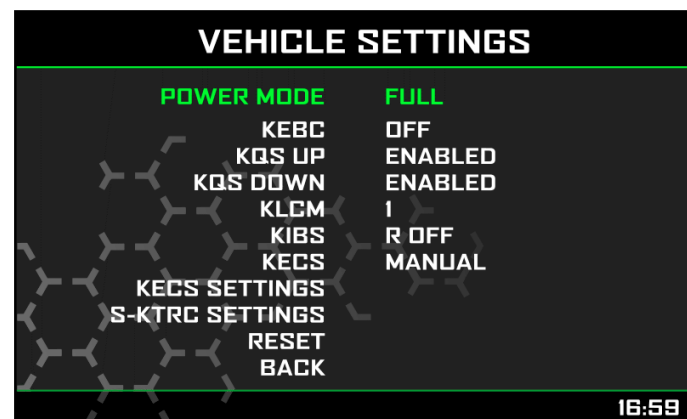 VEHICLE SETTINGS
POWER MODE FULL
KEBC OFF
KQS UP ENABLED
KQS DOWN ENABLED
KLCM 1
KIBS R OFF
KECS MANUAL
KECS SETTINGS
S-KTRC SETTINGS
RESET
BACK
16:59